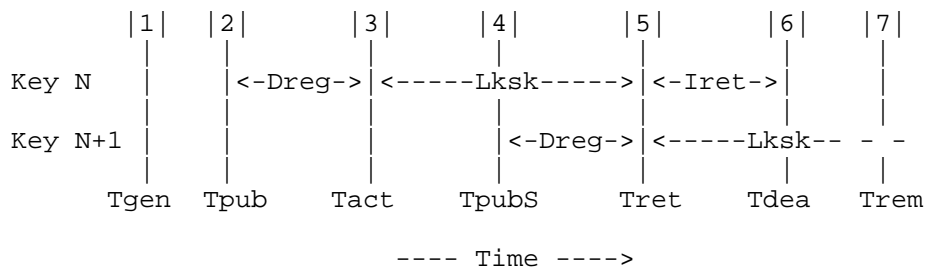 |1| |2| |3| |4| |5| |6| |7|
| | | | | | |
Key N | |<-Dreg->|<-----Lksk----->|<-Iret->| |
| | | | | | |
Key N+1 | | | |<-Dreg->|<-----Lksk-- - -
| | | | | | |
Tgen Tpub Tact TpubS Tret Tdea Trem
---- Time ---->